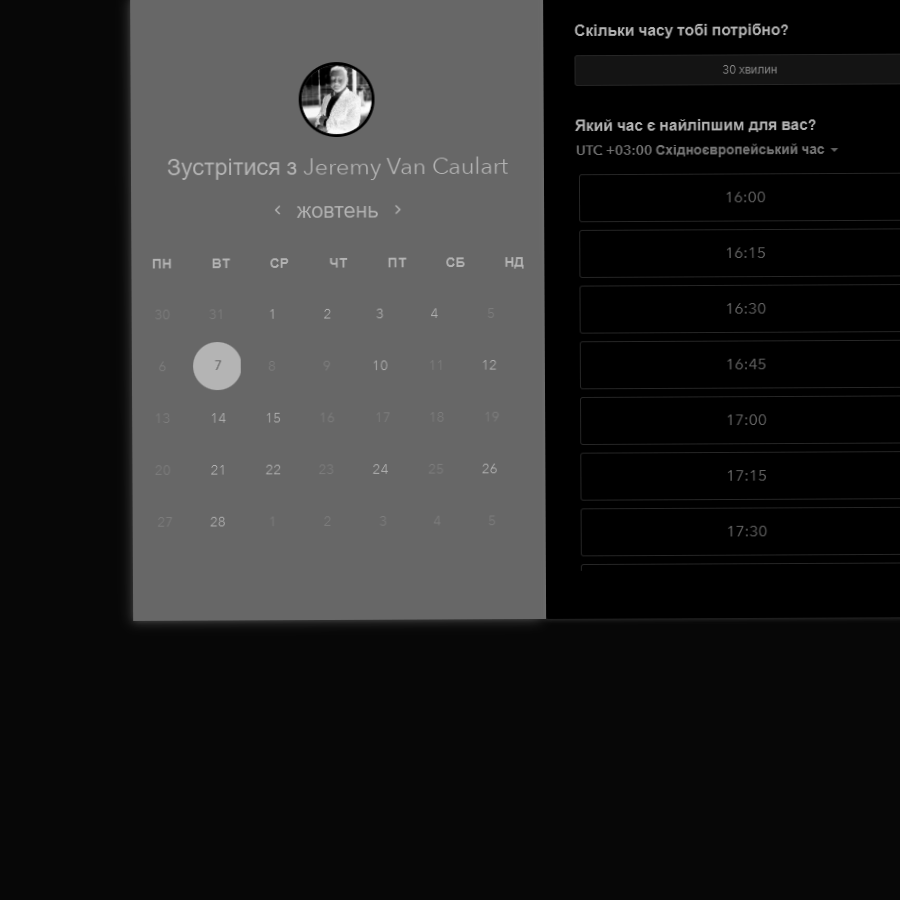 Зустрітися з Jeremy Van Caulart
жовтень
ПН ВТ СР ЧТ ПТ СБ НД
30 31 1 2 3 4 5
6 7 8 9 10 11 12
13 14 15 16 17 18 19
20 21 22 23 24 25 26
27 28 1 2 3 4 5
Скільки часу тобі потрібно?
30 хвилин
Який час є найліпшим для вас?
UTC +03:00 Східноєвропейський час
16:00
16:15
16:30
16:45
17:00
17:15
17:30